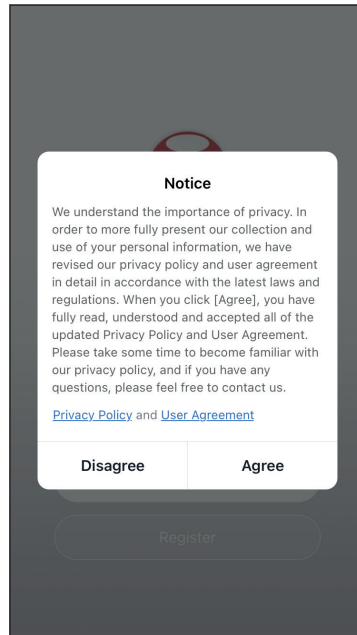 Notice
We understand the importance of privacy. In
order to more fully present our collection and
use of your personal information, we have
revised our privacy policy and user agreement
in detail in accordance with the latest laws and
regulations. When you click [Agree], you have
fully read, understood and accepted all of the
updated Privacy Policy and User Agreement.
Please take some time to become familiar with
our privacy policy, and if you have any
questions, please feel free to contact us.
Privacy Policy and User Agreement
Disagree Agree
Register